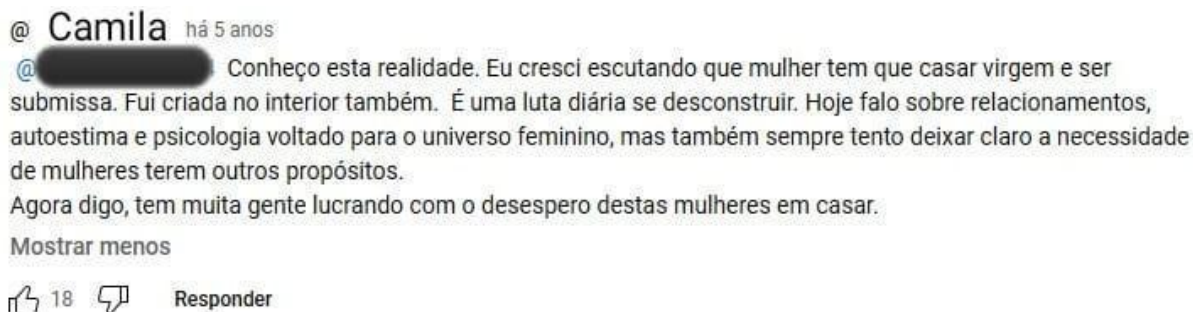 @ Camila há 5 anos
@ Conheço esta realidade. Eu cresci escutando que mulher tem que casar virgem e ser
submissa. Fui criada no interior também. É uma luta diária se desconstruir. Hoje falo sobre relacionamentos,
autoestima e psicologia voltado para o universo feminino, mas também sempre tento deixar claro a necessidade
de mulheres terem outros propósitos.
Agora digo, tem muita gente lucrando com o desespero destas mulheres em casar.
Mostrar menos
18 Responder